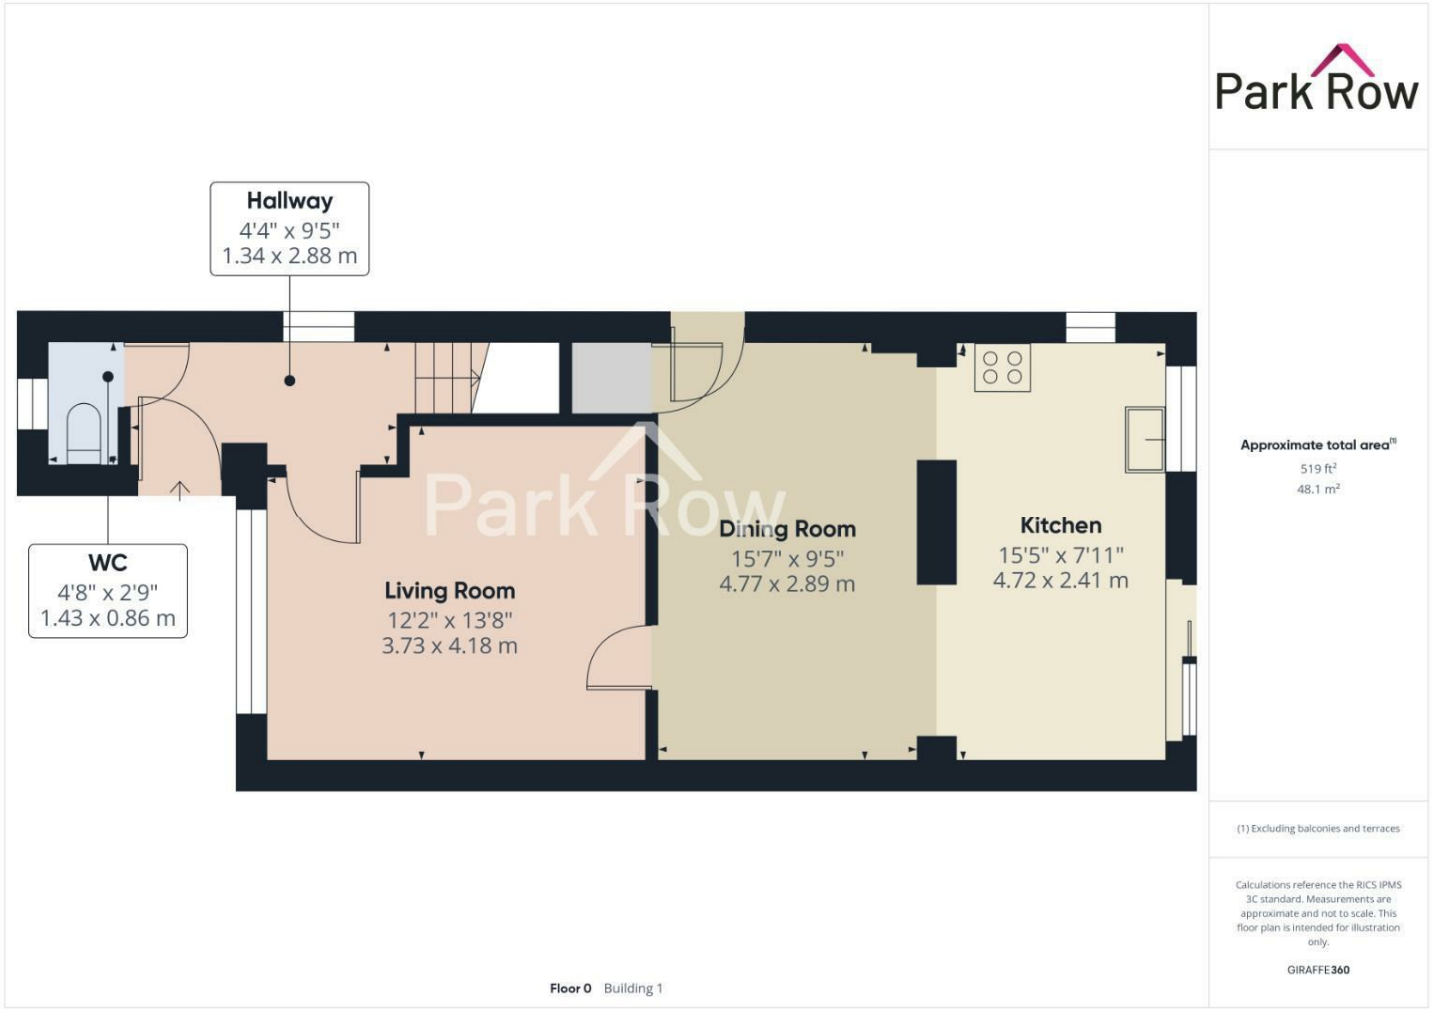 Park Row
Hallway
4'4" x 9'5"
1.34 x 2.88 m
WC
4'8" x 2'9"
1.43 x 0.86 m
Park Row
Living Room
12'2" x 13'8"
3.73 x 4.18 m
Dining Room
15'7" x 9'5"
4.77 x 2.89 m
Kitchen
15'5" x 7'11"
4.72 x 2.41 m
Approximate total area(1)
519 ft²
48.1 m²
(1) Excluding balconies and terraces
Calculations reference the RICS IPMS
3C standard. Measurements are
approximate and not to scale. This
floor plan is intended for illustration
only.
GIRAFFE360
Floor 0 Building 1